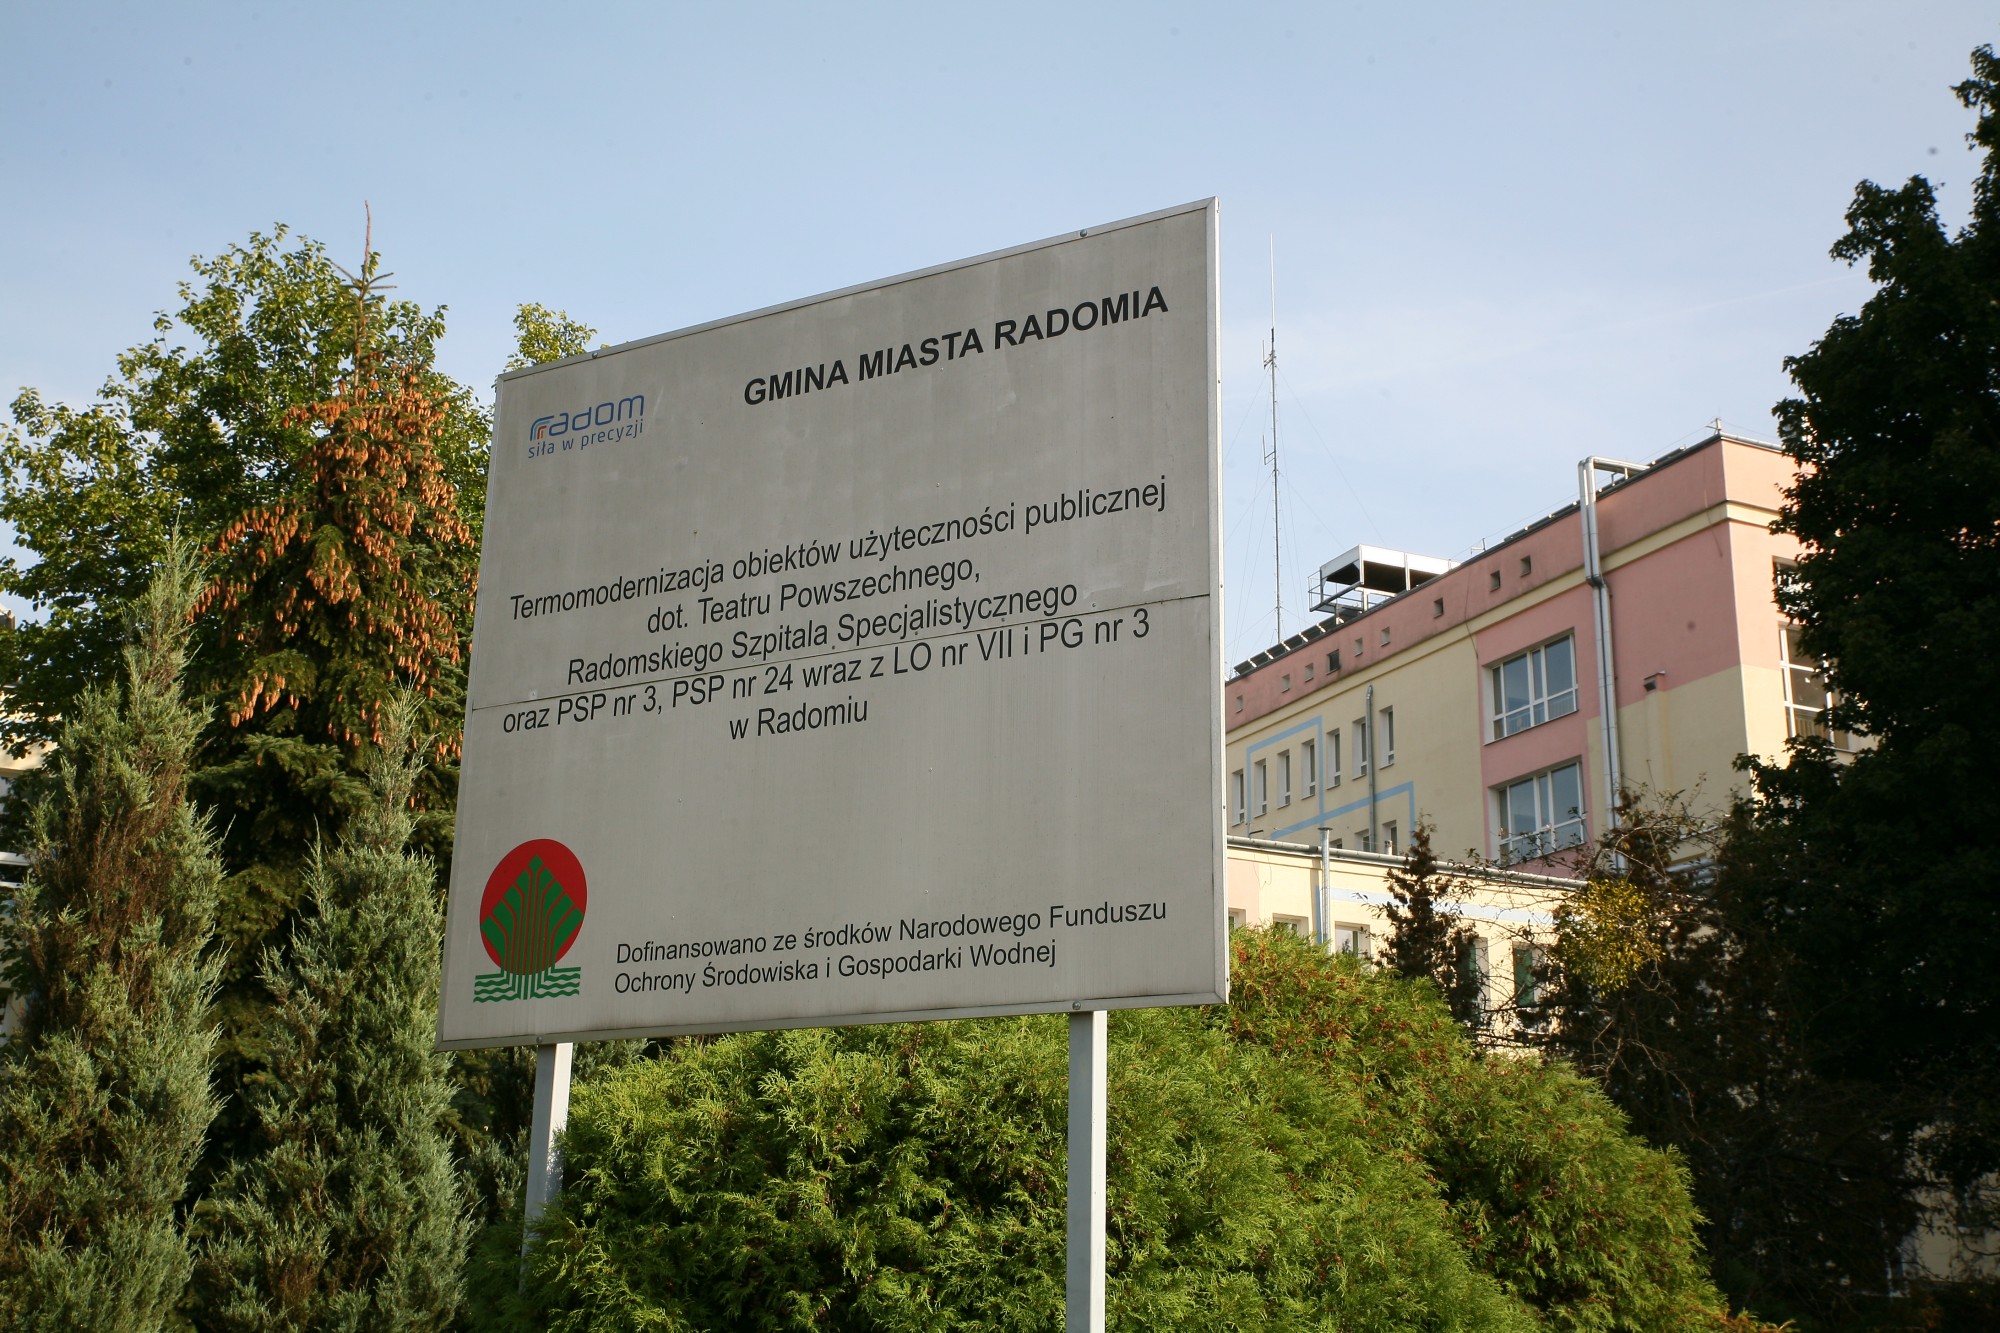 GMINA MIASTA RADOMIA
radom
siła w precyzji
Termomodernizacja obiektów użyteczności publicznej
dot. Teatru Powszechnego,
Radomskiego Szpitala Specjalistycznego
oraz PSP nr 3, PSP nr 24 wraz z LO nr VII i PG nr 3
w Radomiu
Dofinansowano ze środków Narodowego Funduszu
Ochrony Środowiska i Gospodarki Wodnej